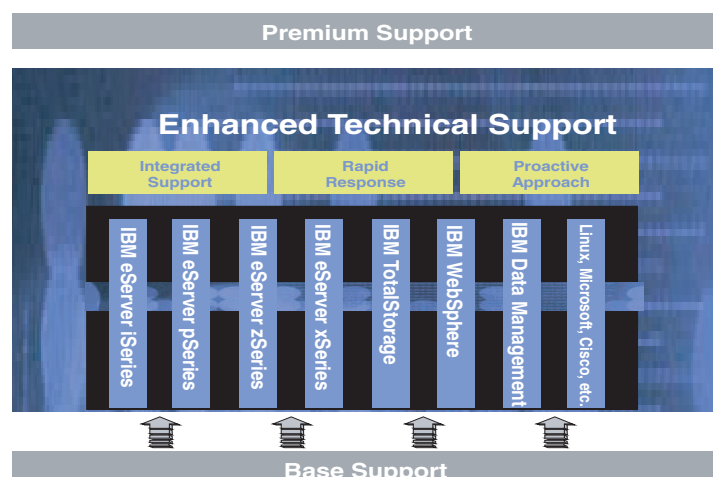 Premium Support
Enhanced Technical Support
Integrated
Support
Rapid
Response
Proactive
Approach
IBM eServer iSeries
IBM eServer pSeries
IBM eServer zSeries
IBM eServer xSeries
IBM TotalStorage
IBM WebSphere
IBM Data Management
Linux, Microsoft, Cisco, etc.
Base Support